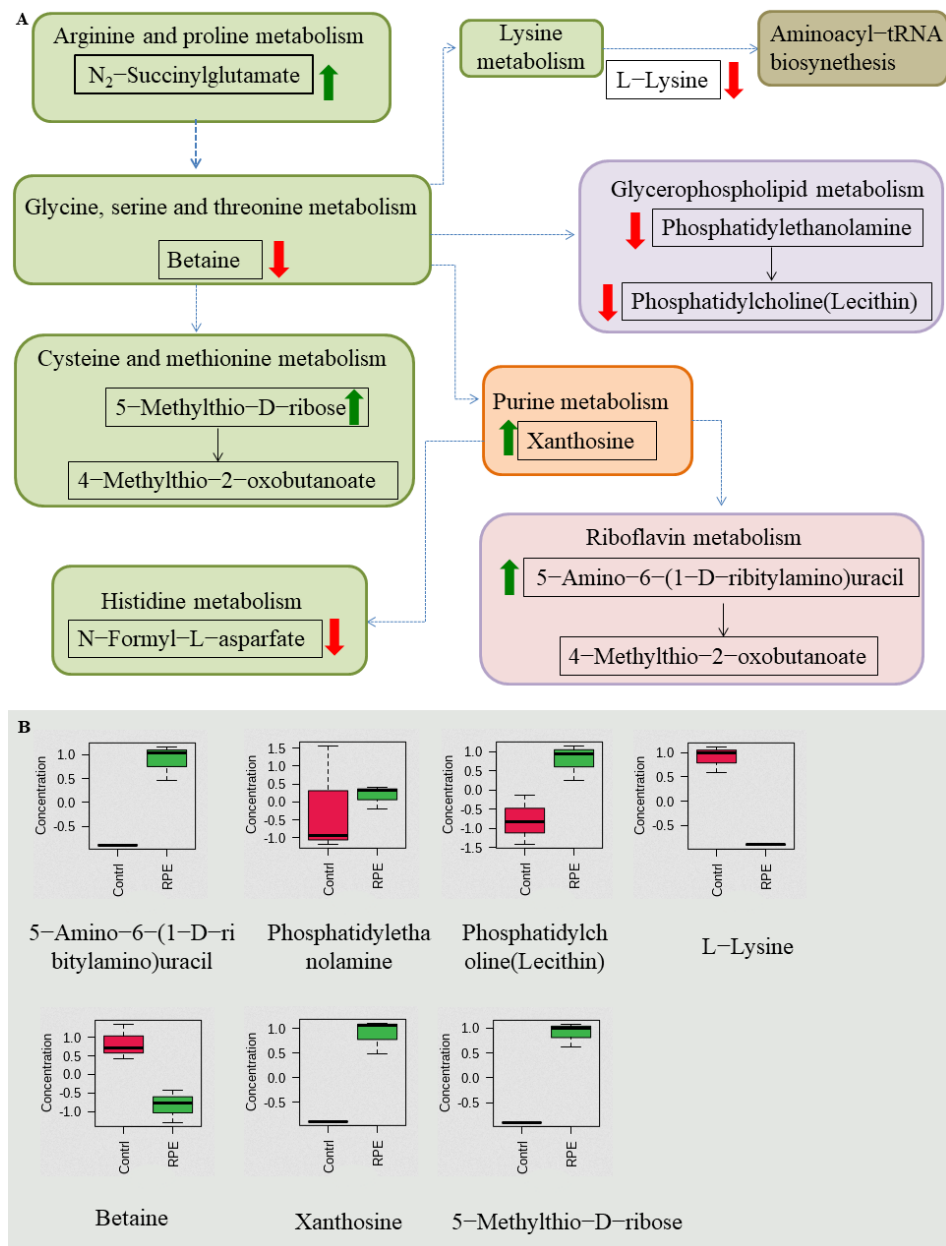 A
Arginine and proline metabolism
N₂−Succinylglutamate
Lysine
metabolism
L−Lysine
Aminoacyl−tRNA
biosynethesis
Glycine, serine and threonine metabolism
Betaine
Glycerophospholipid metabolism
Phosphatidylethanolamine
Phosphatidylcholine(Lecithin)
Cysteine and methionine metabolism
5−Methylthio−D−ribose
4−Methylthio−2−oxobutanoate
Purine metabolism
Xanthosine
Riboflavin metabolism
5−Amino−6−(1−D−ribitylamino)uracil
4−Methylthio−2−oxobutanoate
Histidine metabolism
N−Formyl−L−asparfate
B
Concentration
1.0
0.5
0.0
-0.5
Contrl
RPE
5−Amino−6−(1−D−ri
bitylamino)uracil
Concentration
1.5
1.0
0.5
0.0
-0.5
-1.0
Contrl
RPE
Phosphatidyletha
nolamine
Concentration
1.0
0.5
0.0
-0.5
-1.0
-1.5
Contrl
RPE
Phosphatidylch
oline(Lecithin)
Concentration
1.0
0.5
0.0
-0.5
Contrl
RPE
L−Lysine
Concentration
1.0
0.5
0.0
-0.5
-1.0
Contrl
RPE
Betaine
Concentration
1.0
0.5
0.0
-0.5
Contrl
RPE
Xanthosine
Concentration
1.0
0.5
0.0
-0.5
Contrl
RPE
5−Methylthio−D−ribose